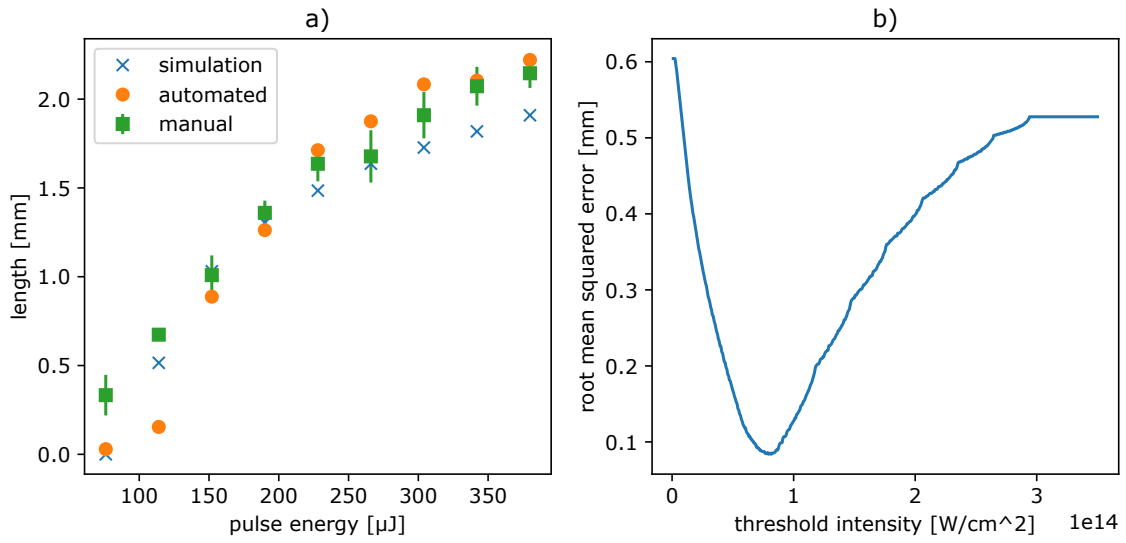 a)
simulation
automated
manual
length [mm]
2.0
1.5
1.0
0.5
0.0
100 150 200 250 300 350
pulse energy [µJ]
b)
root mean squared error [mm]
0.6
0.5
0.4
0.3
0.2
0.1
0 1 2 3
threshold intensity [W/cm^2]
1e14